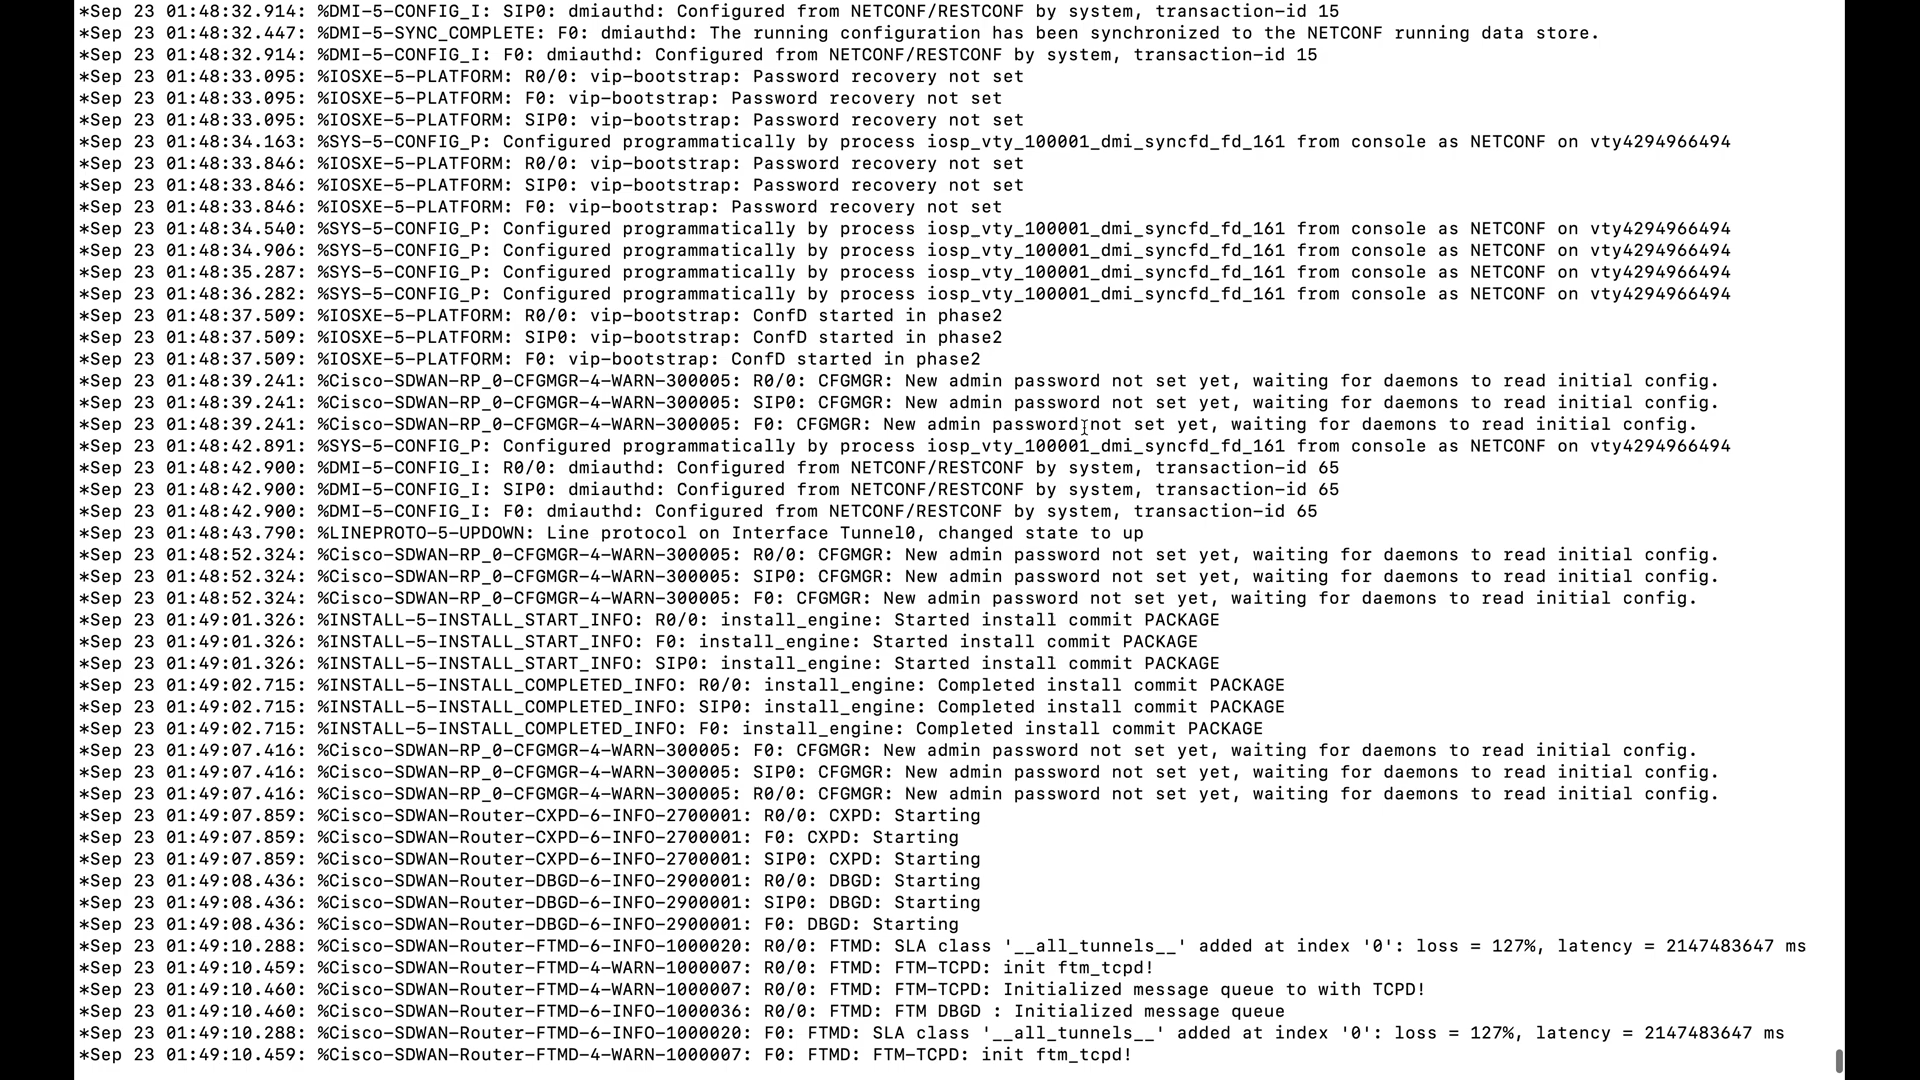 *Sep 23 01:48:32.914: %DMI-5-CONFIG_I: SIP0: dmiauthd: Configured from NETCONF/RESTCONF by system, transaction-id 15
*Sep 23 01:48:32.447: %DMI-5-SYNC_COMPLETE: F0: dmiauthd: The running configuration has been synchronized to the NETCONF running data store.
*Sep 23 01:48:32.914: %DMI-5-CONFIG_I: F0: dmiauthd: Configured from NETCONF/RESTCONF by system, transaction-id 15
*Sep 23 01:48:33.095: %IOSXE-5-PLATFORM: R0/0: vip-bootstrap: Password recovery not set
*Sep 23 01:48:33.095: %IOSXE-5-PLATFORM: F0: vip-bootstrap: Password recovery not set
*Sep 23 01:48:33.095: %IOSXE-5-PLATFORM: SIP0: vip-bootstrap: Password recovery not set
*Sep 23 01:48:34.163: %SYS-5-CONFIG_P: Configured programmatically by process iosp_vty_100001_dmi_syncfd_fd_161 from console as NETCONF on vty4294966494
*Sep 23 01:48:33.846: %IOSXE-5-PLATFORM: R0/0: vip-bootstrap: Password recovery not set
*Sep 23 01:48:33.846: %IOSXE-5-PLATFORM: SIP0: vip-bootstrap: Password recovery not set
*Sep 23 01:48:33.846: %IOSXE-5-PLATFORM: F0: vip-bootstrap: Password recovery not set
*Sep 23 01:48:34.540: %SYS-5-CONFIG_P: Configured programmatically by process iosp_vty_100001_dmi_syncfd_fd_161 from console as NETCONF on vty4294966494
*Sep 23 01:48:34.906: %SYS-5-CONFIG_P: Configured programmatically by process iosp_vty_100001_dmi_syncfd_fd_161 from console as NETCONF on vty4294966494
*Sep 23 01:48:35.287: %SYS-5-CONFIG_P: Configured programmatically by process iosp_vty_100001_dmi_syncfd_fd_161 from console as NETCONF on vty4294966494
*Sep 23 01:48:36.282: %SYS-5-CONFIG_P: Configured programmatically by process iosp_vty_100001_dmi_syncfd_fd_161 from console as NETCONF on vty4294966494
*Sep 23 01:48:37.509: %IOSXE-5-PLATFORM: R0/0: vip-bootstrap: ConfD started in phase2
*Sep 23 01:48:37.509: %IOSXE-5-PLATFORM: SIP0: vip-bootstrap: ConfD started in phase2
*Sep 23 01:48:37.509: %IOSXE-5-PLATFORM: F0: vip-bootstrap: ConfD started in phase2
*Sep 23 01:48:39.241: %Cisco-SDWAN-RP_0-CFGMGR-4-WARN-300005: R0/0: CFGMGR: New admin password not set yet, waiting for daemons to read initial config.
*Sep 23 01:48:39.241: %Cisco-SDWAN-RP_0-CFGMGR-4-WARN-300005: SIP0: CFGMGR: New admin password not set yet, waiting for daemons to read initial config.
*Sep 23 01:48:39.241: %Cisco-SDWAN-RP_0-CFGMGR-4-WARN-300005: F0: CFGMGR: New admin password not set yet, waiting for daemons to read initial config.
*Sep 23 01:48:42.891: %SYS-5-CONFIG_P: Configured programmatically by process iosp_vty_100001_dmi_syncfd_fd_161 from console as NETCONF on vty4294966494
*Sep 23 01:48:42.900: %DMI-5-CONFIG_I: R0/0: dmiauthd: Configured from NETCONF/RESTCONF by system, transaction-id 65
*Sep 23 01:48:42.900: %DMI-5-CONFIG_I: SIP0: dmiauthd: Configured from NETCONF/RESTCONF by system, transaction-id 65
*Sep 23 01:48:42.900: %DMI-5-CONFIG_I: F0: dmiauthd: Configured from NETCONF/RESTCONF by system, transaction-id 65
*Sep 23 01:48:43.790: %LINEPROTO-5-UPDOWN: Line protocol on Interface Tunnel0, changed state to up
*Sep 23 01:48:52.324: %Cisco-SDWAN-RP_0-CFGMGR-4-WARN-300005: R0/0: CFGMGR: New admin password not set yet, waiting for daemons to read initial config.
*Sep 23 01:48:52.324: %Cisco-SDWAN-RP_0-CFGMGR-4-WARN-300005: SIP0: CFGMGR: New admin password not set yet, waiting for daemons to read initial config.
*Sep 23 01:48:52.324: %Cisco-SDWAN-RP_0-CFGMGR-4-WARN-300005: F0: CFGMGR: New admin password not set yet, waiting for daemons to read initial config.
*Sep 23 01:49:01.326: %INSTALL-5-INSTALL_START_INFO: R0/0: install_engine: Started install commit PACKAGE
*Sep 23 01:49:01.326: %INSTALL-5-INSTALL_START_INFO: F0: install_engine: Started install commit PACKAGE
*Sep 23 01:49:01.326: %INSTALL-5-INSTALL_START_INFO: SIP0: install_engine: Started install commit PACKAGE
*Sep 23 01:49:02.715: %INSTALL-5-INSTALL_COMPLETED_INFO: R0/0: install_engine: Completed install commit PACKAGE
*Sep 23 01:49:02.715: %INSTALL-5-INSTALL_COMPLETED_INFO: SIP0: install_engine: Completed install commit PACKAGE
*Sep 23 01:49:02.715: %INSTALL-5-INSTALL_COMPLETED_INFO: F0: install_engine: Completed install commit PACKAGE
*Sep 23 01:49:07.416: %Cisco-SDWAN-RP_0-CFGMGR-4-WARN-300005: F0: CFGMGR: New admin password not set yet, waiting for daemons to read initial config.
*Sep 23 01:49:07.416: %Cisco-SDWAN-RP_0-CFGMGR-4-WARN-300005: SIP0: CFGMGR: New admin password not set yet, waiting for daemons to read initial config.
*Sep 23 01:49:07.416: %Cisco-SDWAN-RP_0-CFGMGR-4-WARN-300005: R0/0: CFGMGR: New admin password not set yet, waiting for daemons to read initial config.
*Sep 23 01:49:07.859: %Cisco-SDWAN-Router-CXPD-6-INFO-2700001: R0/0: CXPD: Starting
*Sep 23 01:49:07.859: %Cisco-SDWAN-Router-CXPD-6-INFO-2700001: F0: CXPD: Starting
*Sep 23 01:49:07.859: %Cisco-SDWAN-Router-CXPD-6-INFO-2700001: SIP0: CXPD: Starting
*Sep 23 01:49:08.436: %Cisco-SDWAN-Router-DBGD-6-INFO-2900001: R0/0: DBGD: Starting
*Sep 23 01:49:08.436: %Cisco-SDWAN-Router-DBGD-6-INFO-2900001: SIP0: DBGD: Starting
*Sep 23 01:49:08.436: %Cisco-SDWAN-Router-DBGD-6-INFO-2900001: F0: DBGD: Starting
*Sep 23 01:49:10.288: %Cisco-SDWAN-Router-FTMD-6-INFO-1000020: R0/0: FTMD: SLA class '__all_tunnels__' added at index '0': loss = 127%, latency = 2147483647 ms
*Sep 23 01:49:10.459: %Cisco-SDWAN-Router-FTMD-4-WARN-1000007: R0/0: FTMD: FTM-TCPD: init ftm_tcpd!
*Sep 23 01:49:10.460: %Cisco-SDWAN-Router-FTMD-4-WARN-1000007: R0/0: FTMD: FTM-TCPD: Initialized message queue to with TCPD!
*Sep 23 01:49:10.460: %Cisco-SDWAN-Router-FTMD-6-INFO-1000036: R0/0: FTMD: FTM DBGD : Initialized message queue
*Sep 23 01:49:10.288: %Cisco-SDWAN-Router-FTMD-6-INFO-1000020: F0: FTMD: SLA class '__all_tunnels__' added at index '0': loss = 127%, latency = 2147483647 ms
*Sep 23 01:49:10.459: %Cisco-SDWAN-Router-FTMD-4-WARN-1000007: F0: FTMD: FTM-TCPD: init ftm_tcpd!